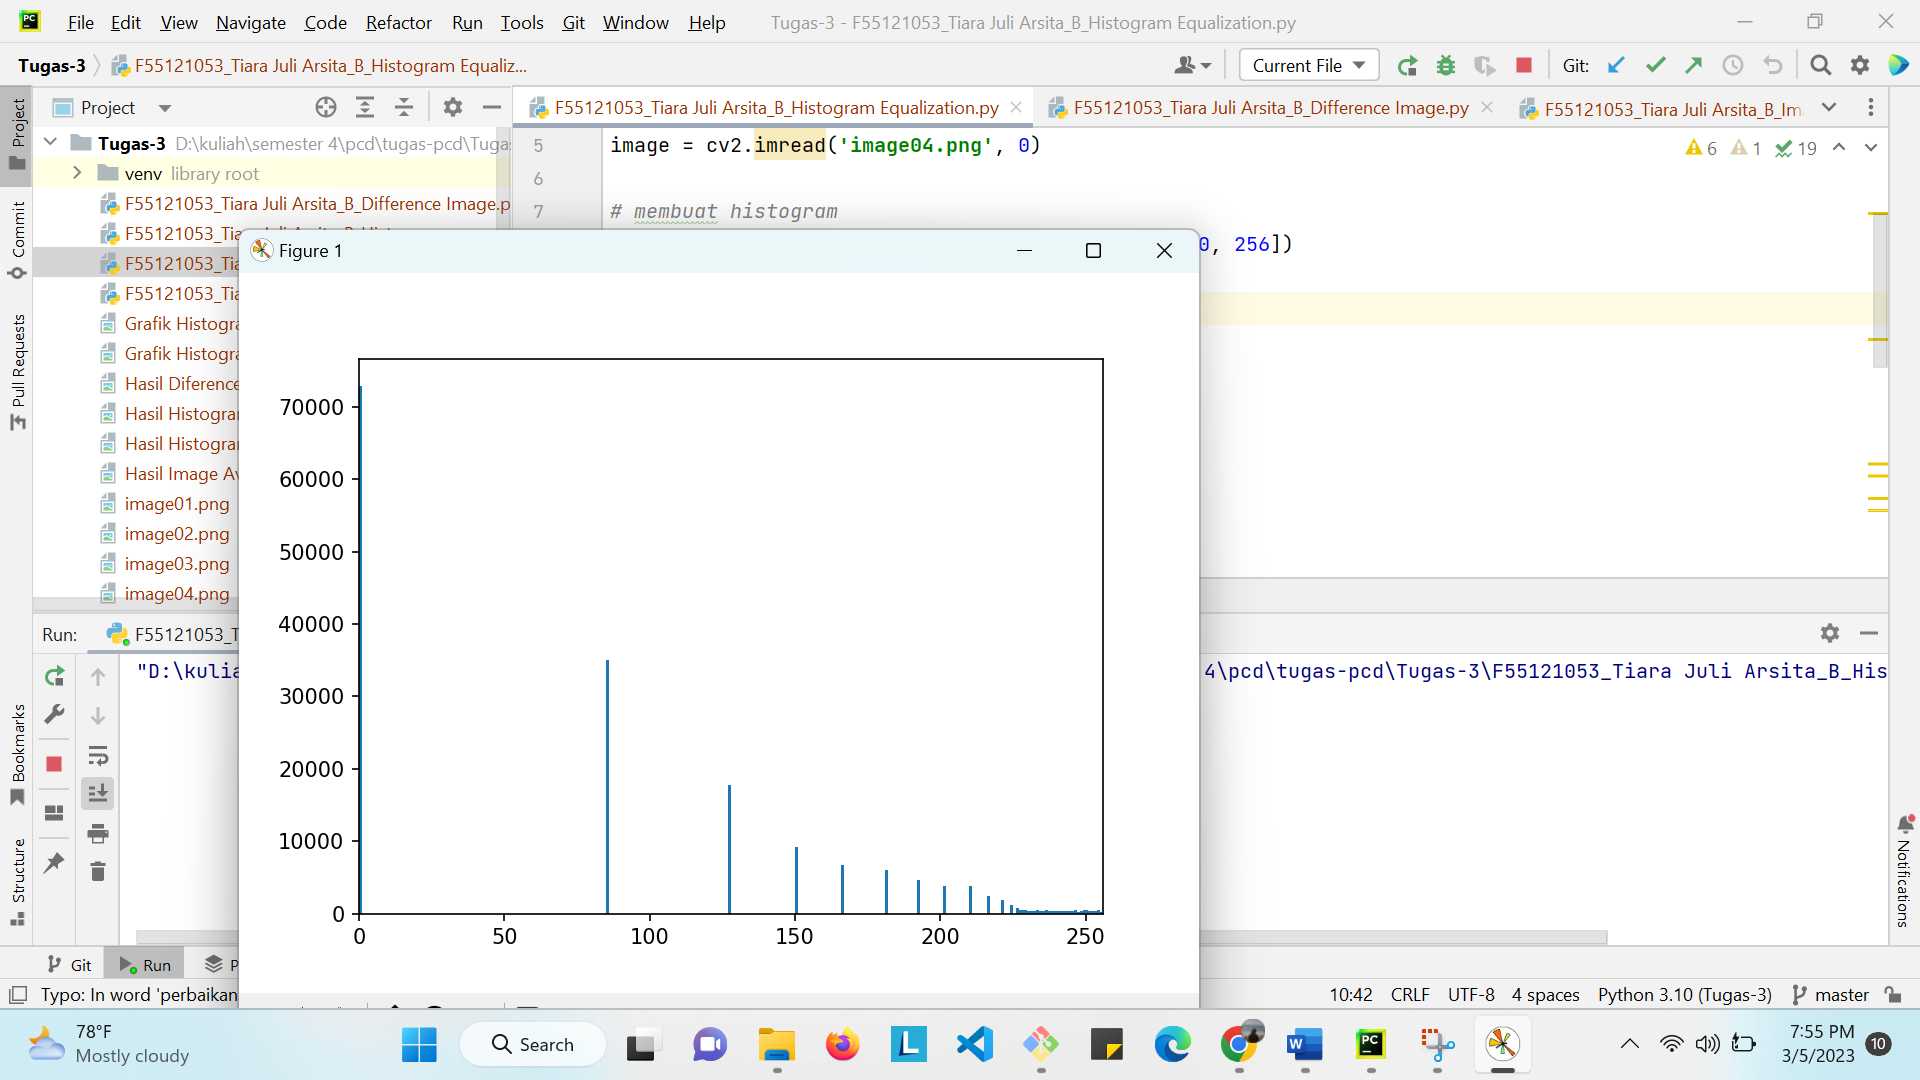 File Edit View Navigate Code Refactor Run Tools Git Window Help Tugas-3 - F55121053_Tiara Juli Arsita_B_Histogram Equalization.py
Tugas-3 F55121053_Tiara Juli Arsita_B_Histogram Equaliz... Current File Git:
Project
F55121053_Tiara Juli Arsita_B_Histogram Equalization.py
F55121053_Tiara Juli Arsita_B_Difference Image.py
F55121053_Tiara Juli Arsita_B_Im
Project
Commit
Pull Requests
Bookmarks
Structure
Notifications
Tugas-3 D:\kuliah\semester 4\pcd\tugas-pcd\Tuga
venv library root
F55121053_Tiara Juli Arsita_B_Difference Image.p
F55121053_Tia
F55121053_Tia
Grafik Histogra
Grafik Histogra
Hasil Diference
Hasil Histogra
Hasil Histogra
Hasil Image Av
image01.png
image02.png
image03.png
image04.png
5 image = cv2.imread('image04.png', 0)
6
7 # membuat histogram
0, 256])
6 1 19
Figure 1
70000
60000
50000
40000
30000
20000
10000
0
0 50 100 150 200 250
Run: F55121053_T
"D:\kulia
4\pcd\tugas-pcd\Tugas-3\F55121053_Tiara Juli Arsita_B_His
Git Run P
Typo: In word 'perbaikan
10:42 CRLF UTF-8 4 spaces Python 3.10 (Tugas-3) master
78°F
Mostly cloudy
Search
7:55 PM
3/5/2023
10